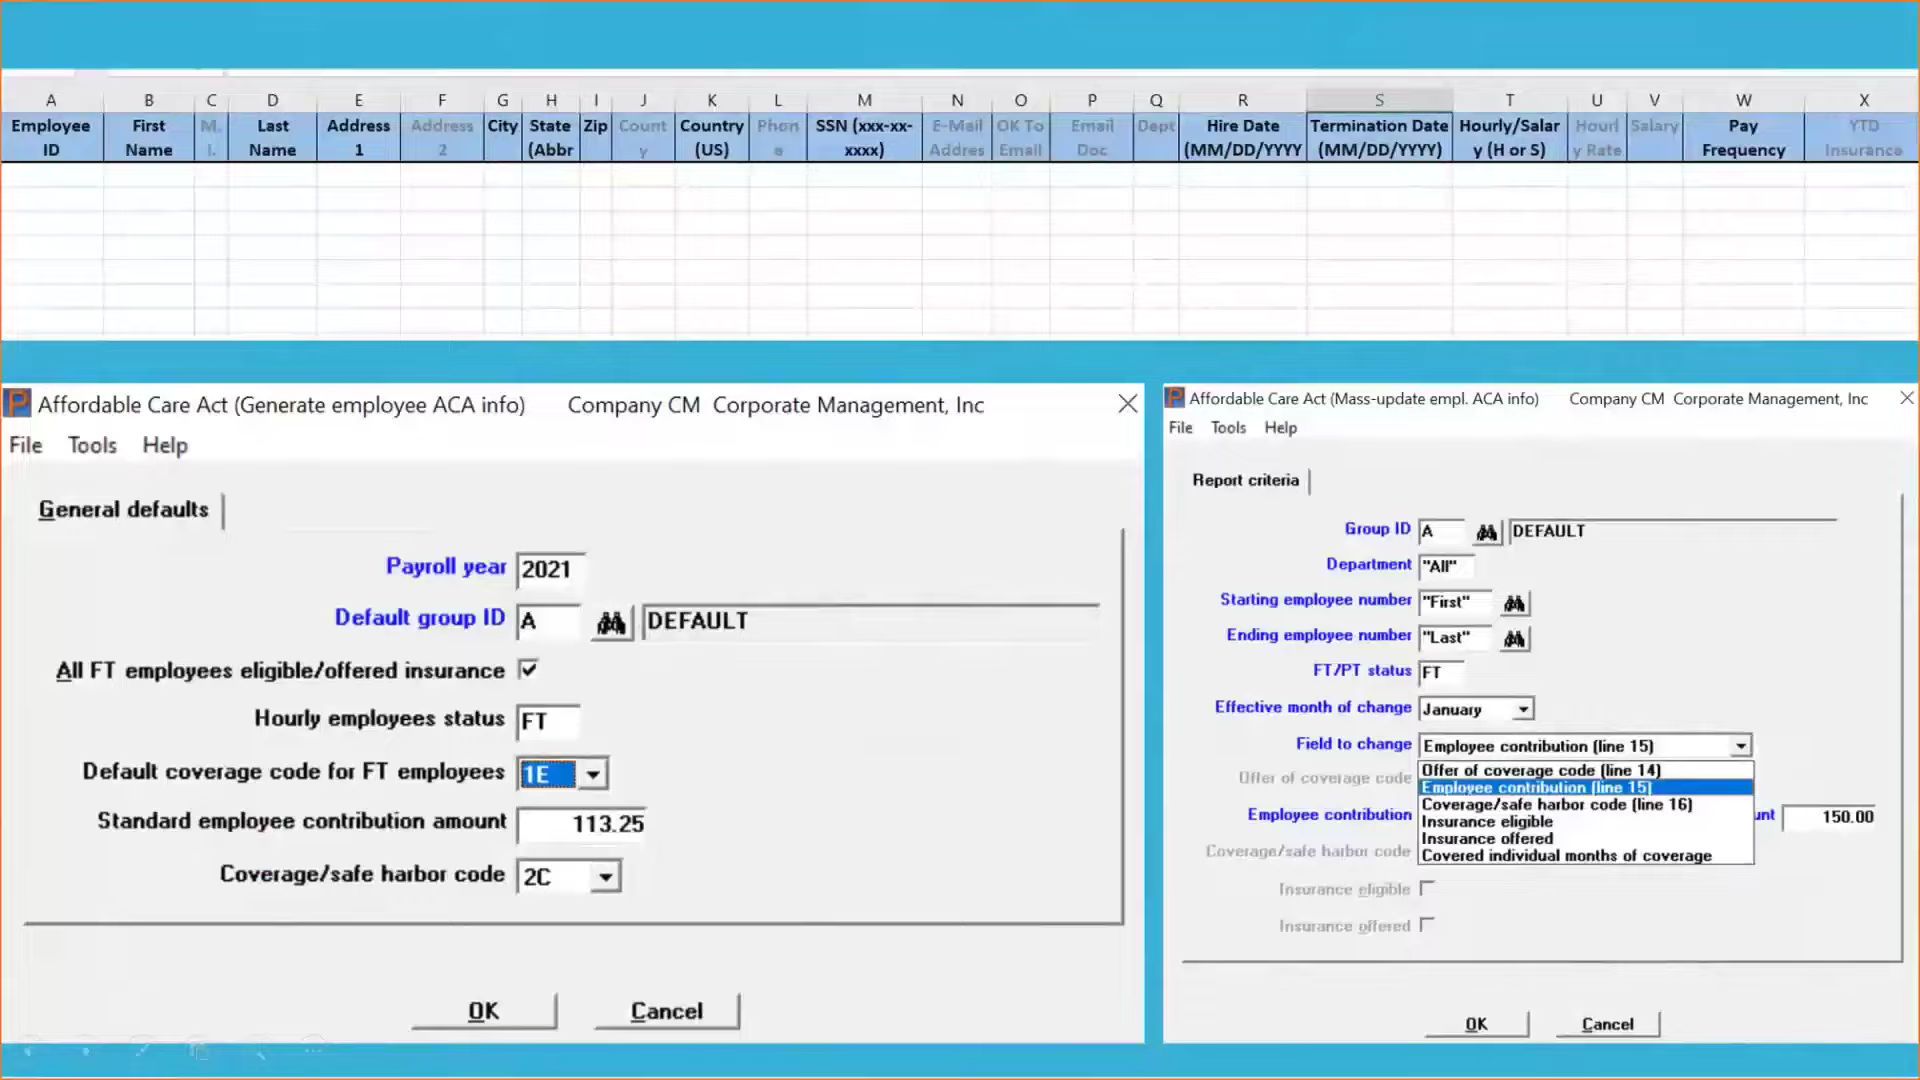 A B C D E F G H I J K L M N O P Q R S T U V W X
Employee ID First Name M. I. Last Name Address 1 Address 2 City State (Abbr Zip Count y Country (US) Phon e SSN (xxx-xx-xxxx) E-Mail Addres OK To Email Email Doc Dept Hire Date (MM/DD/YYYY Termination Date (MM/DD/YYYY) Hourly/Salar y (H or S) Hourl y Rate Salary Pay Frequency YTD Insurance
Affordable Care Act (Generate employee ACA info) Company CM Corporate Management, Inc
File Tools Help
General defaults
Payroll year 2021
Default group ID A DEFAULT
All FT employees eligible/offered insurance
Hourly employees status FT
Default coverage code for FT employees 1E
Standard employee contribution amount 113.25
Coverage/safe harbor code 2C
OK Cancel
Affordable Care Act (Mass-update empl. ACA info) Company CM Corporate Management, Inc
File Tools Help
Report criteria
Group ID A DEFAULT
Department "All"
Starting employee number "First"
Ending employee number "Last"
FT/PT status FT
Effective month of change January
Field to change Employee contribution (line 15)
Offer of coverage code (line 14)
Employee contribution (line 15)
Coverage/safe harbor code (line 16)
Insurance eligible
Insurance offered
Covered individual months of coverage
Offer of coverage code
Employee contribution unt 150.00
Coverage/safe harbor code
Insurance eligible
Insurance offered
OK Cancel